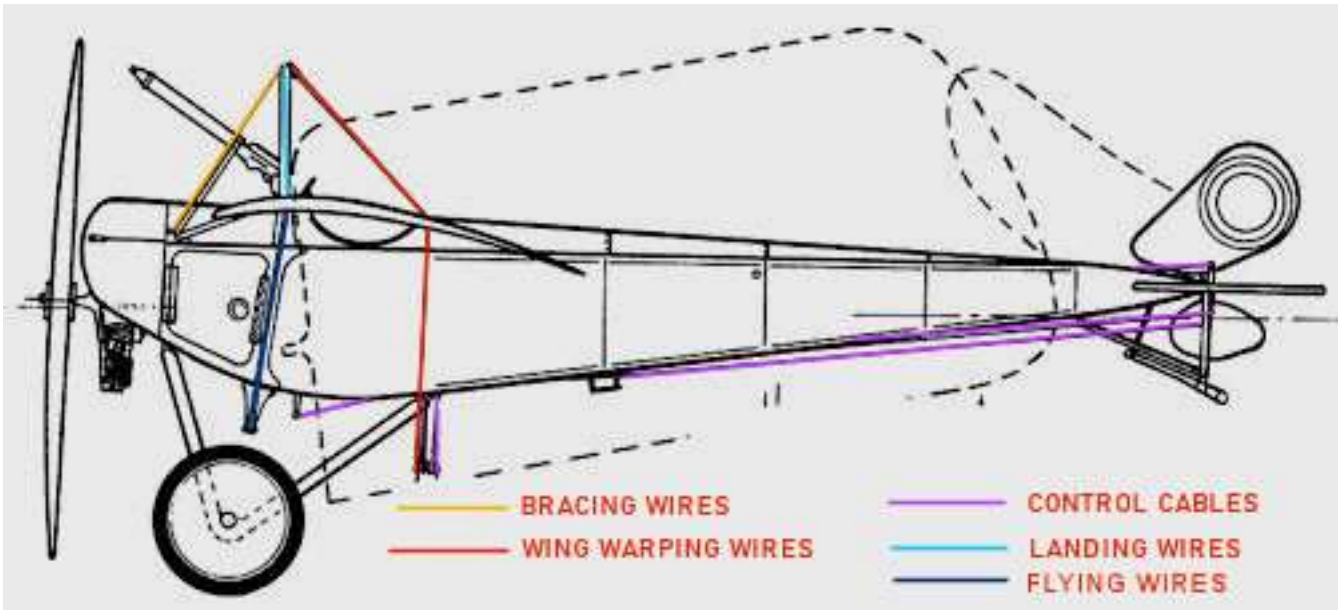 BRACING WIRES
WING WARPING WIRES
CONTROL CABLES
LANDING WIRES
FLYING WIRES